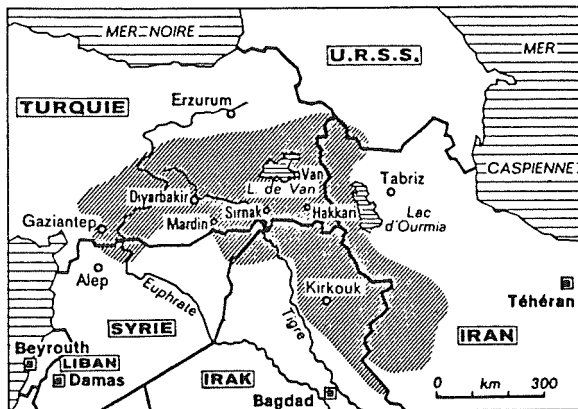 MER NOIRE
U.R.S.S.
MER
CASPIENNE
TURQUIE
Erzurum
Van
L. de Van
Tabriz
Diyarbakir
Sırnak
Hakkari
Lac
d'Ourmia
Gaziantep
Mardin
Alep
Euphrate
Kirkouk
Tigre
Téhéran
SYRIE
IRAN
Beyrouth
LIBAN
Damas
IRAK
Bagdad
0 km 300